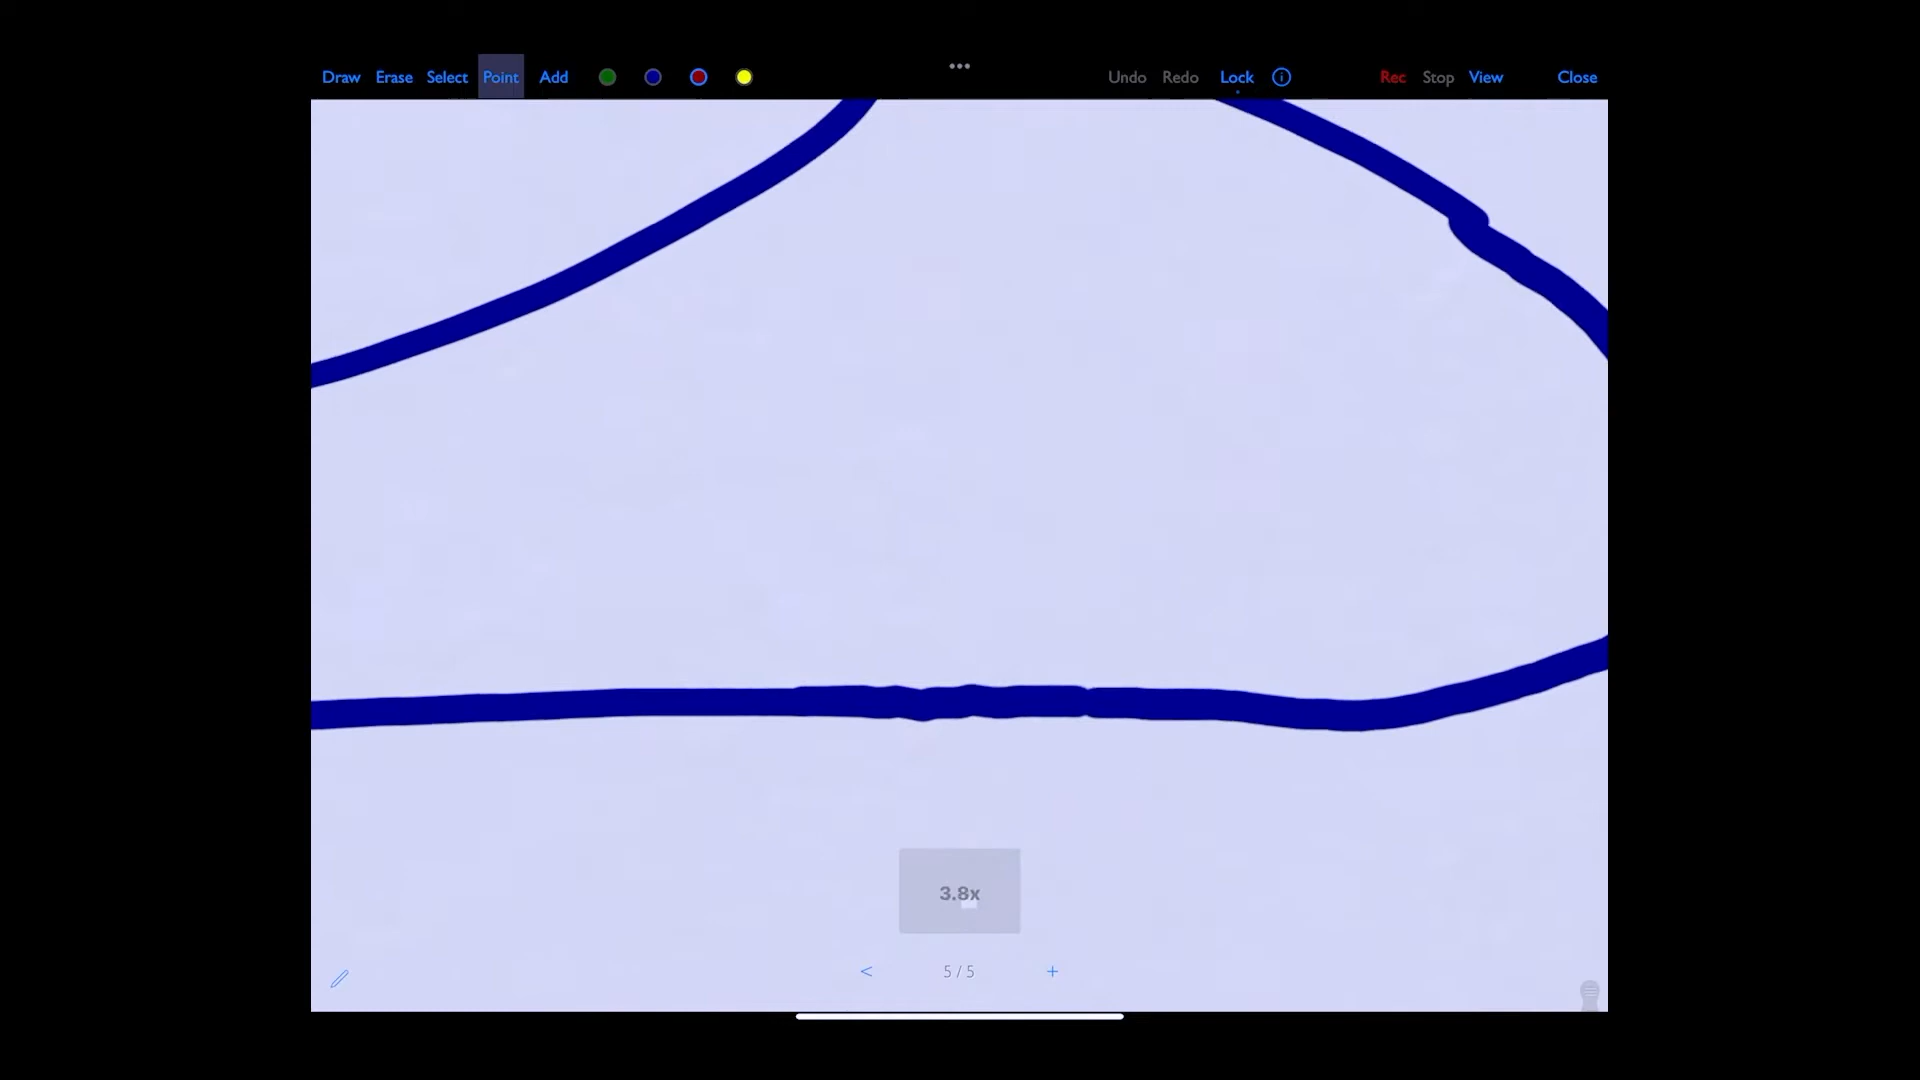 Draw Erase Select Point Add Undo Redo Lock Rec Stop View Close
3.8x
< 5 / 5 +